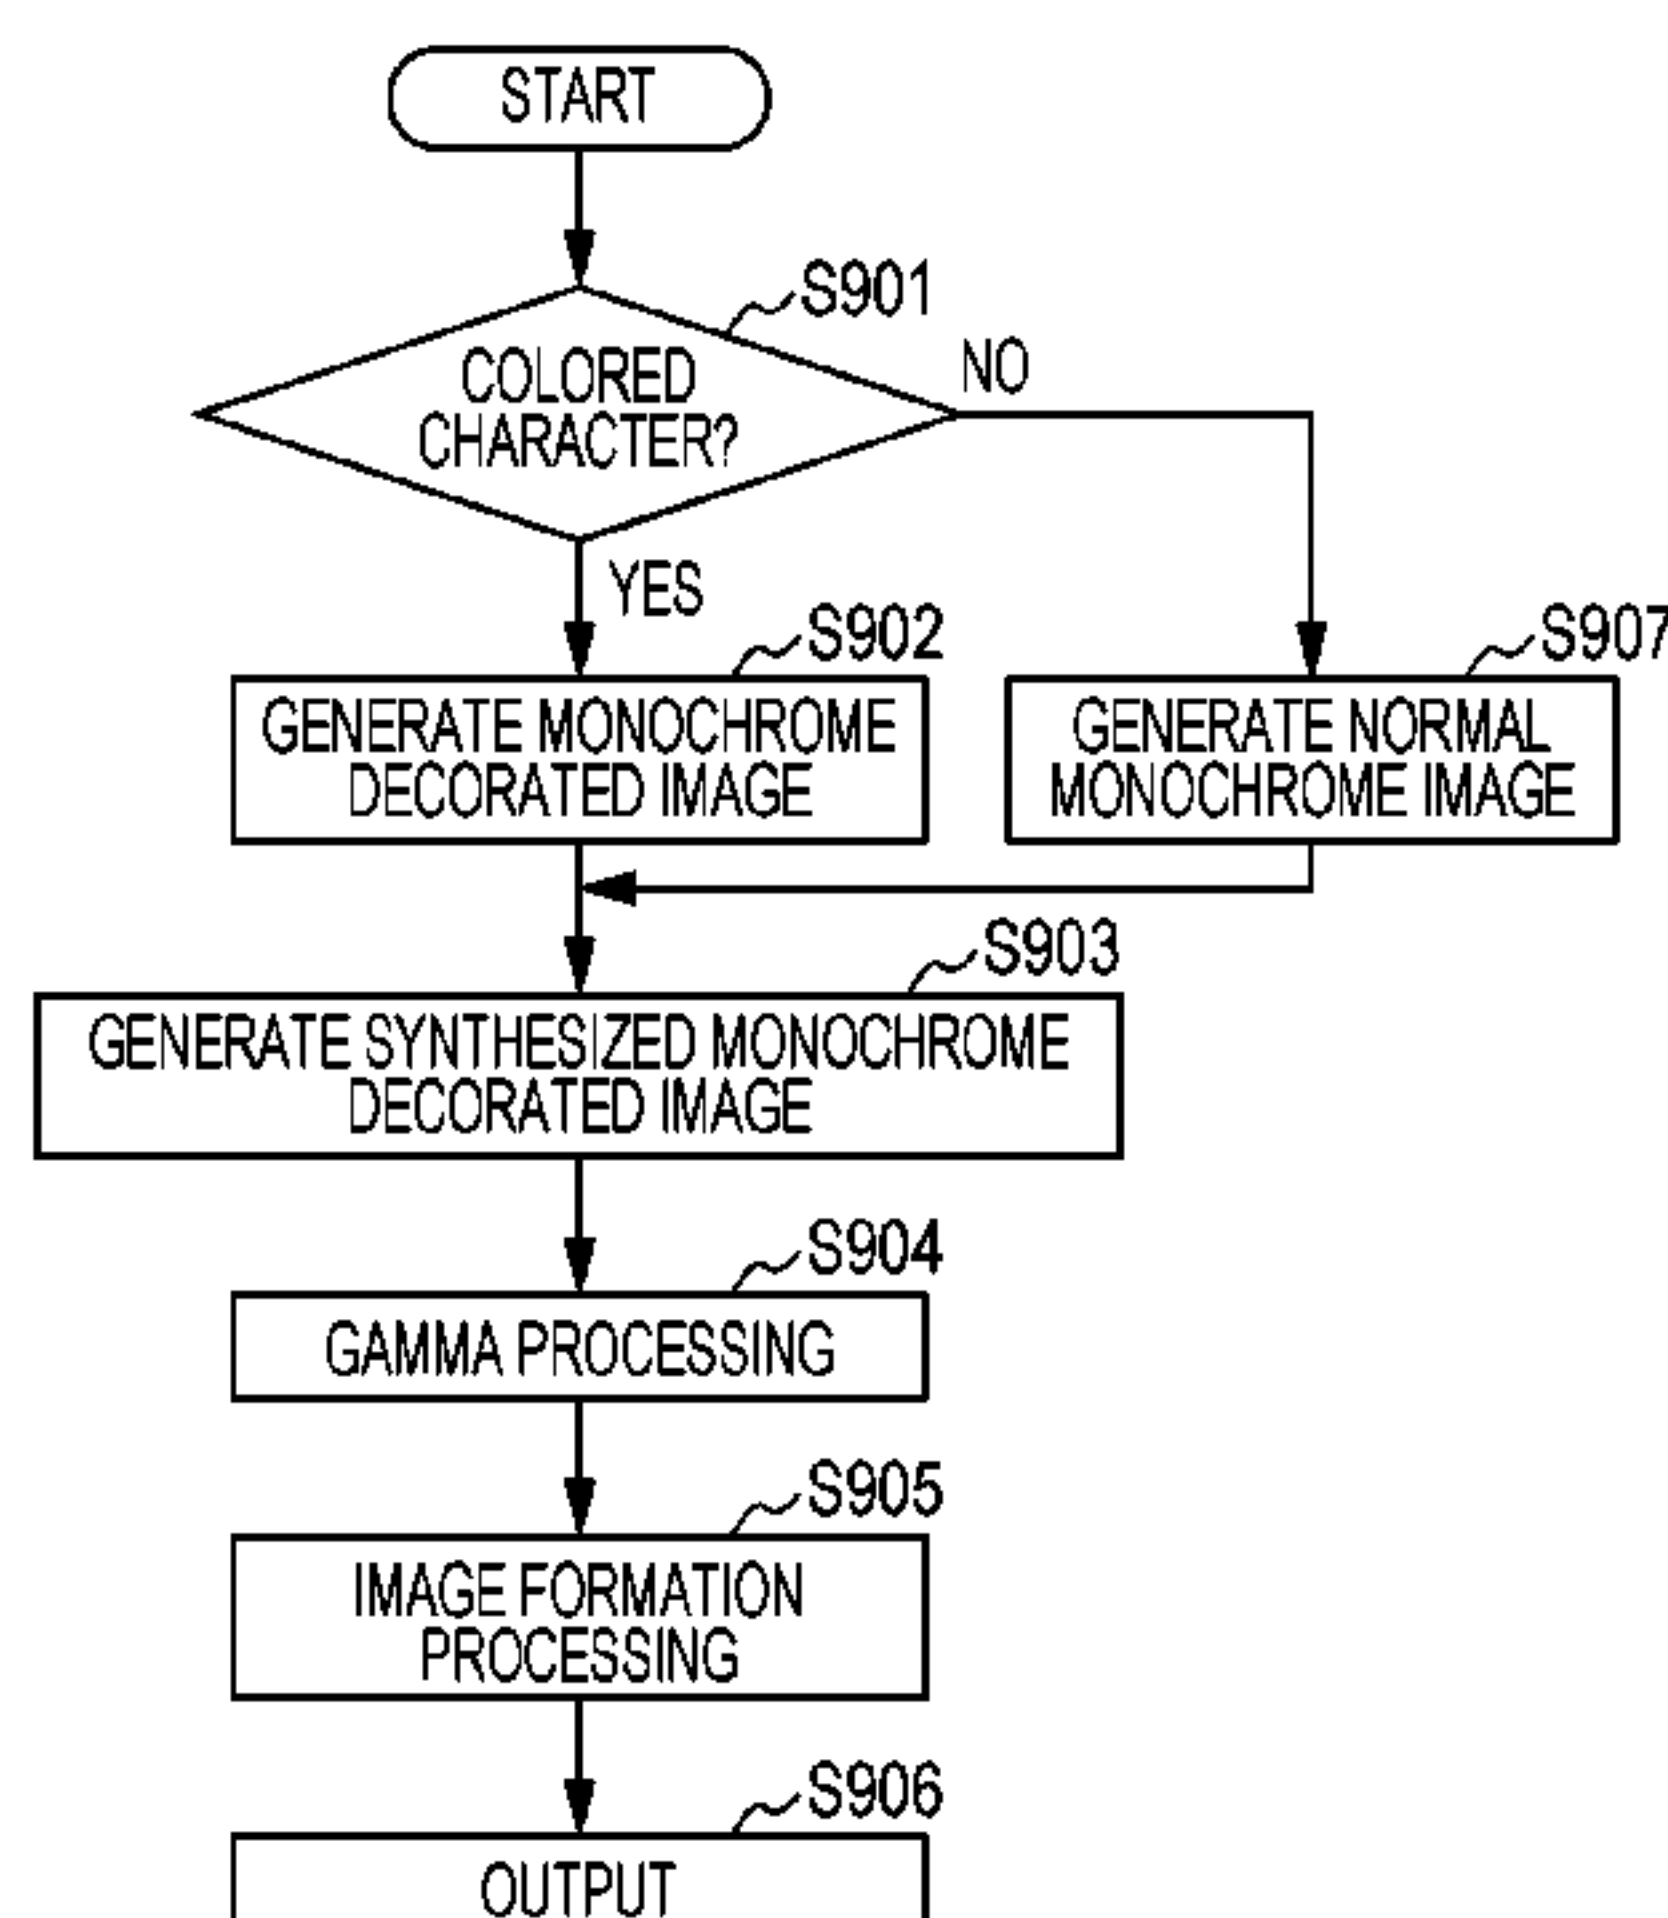 START
S901
COLORED
CHARACTER?
NO
YES
S902
GENERATE MONOCHROME
DECORATED IMAGE
S907
GENERATE NORMAL
MONOCHROME IMAGE
S903
GENERATE SYNTHESIZED MONOCHROME
DECORATED IMAGE
S904
GAMMA PROCESSING
S905
IMAGE FORMATION
PROCESSING
S906
OUTPUT